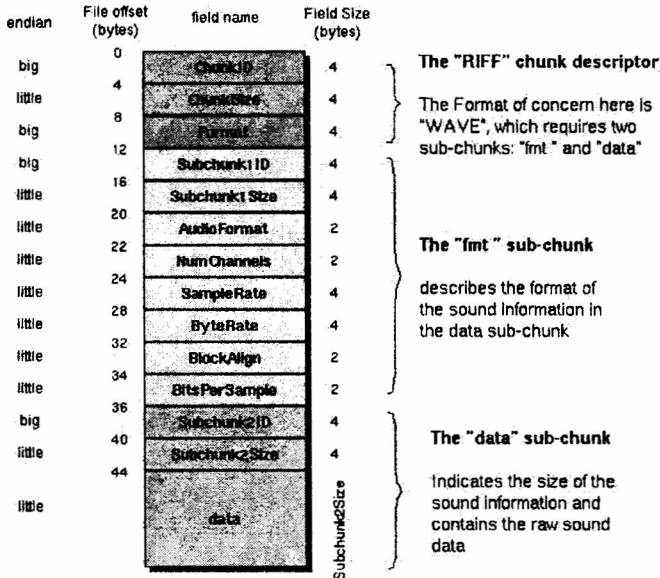 endian
File offset
(bytes)
field name
Field Size
(bytes)
0
big
ChunkID
4
4
little
ChunkSize
4
8
big
Format
4
12
big
Subchunk1ID
4
16
little
Subchunk1Size
4
20
little
AudioFormat
2
22
little
NumChannels
2
24
little
SampleRate
4
28
little
ByteRate
4
32
little
BlockAlign
2
34
little
BitsPerSample
2
36
big
Subchunk2ID
4
40
little
Subchunk2Size
4
44
little
data
Subchunk2Size
The "RIFF" chunk descriptor
The Format of concern here is
"WAVE", which requires two
sub-chunks: "fmt " and "data"
The "fmt " sub-chunk
describes the format of
the sound information in
the data sub-chunk
The "data" sub-chunk
Indicates the size of the
sound information and
contains the raw sound
data